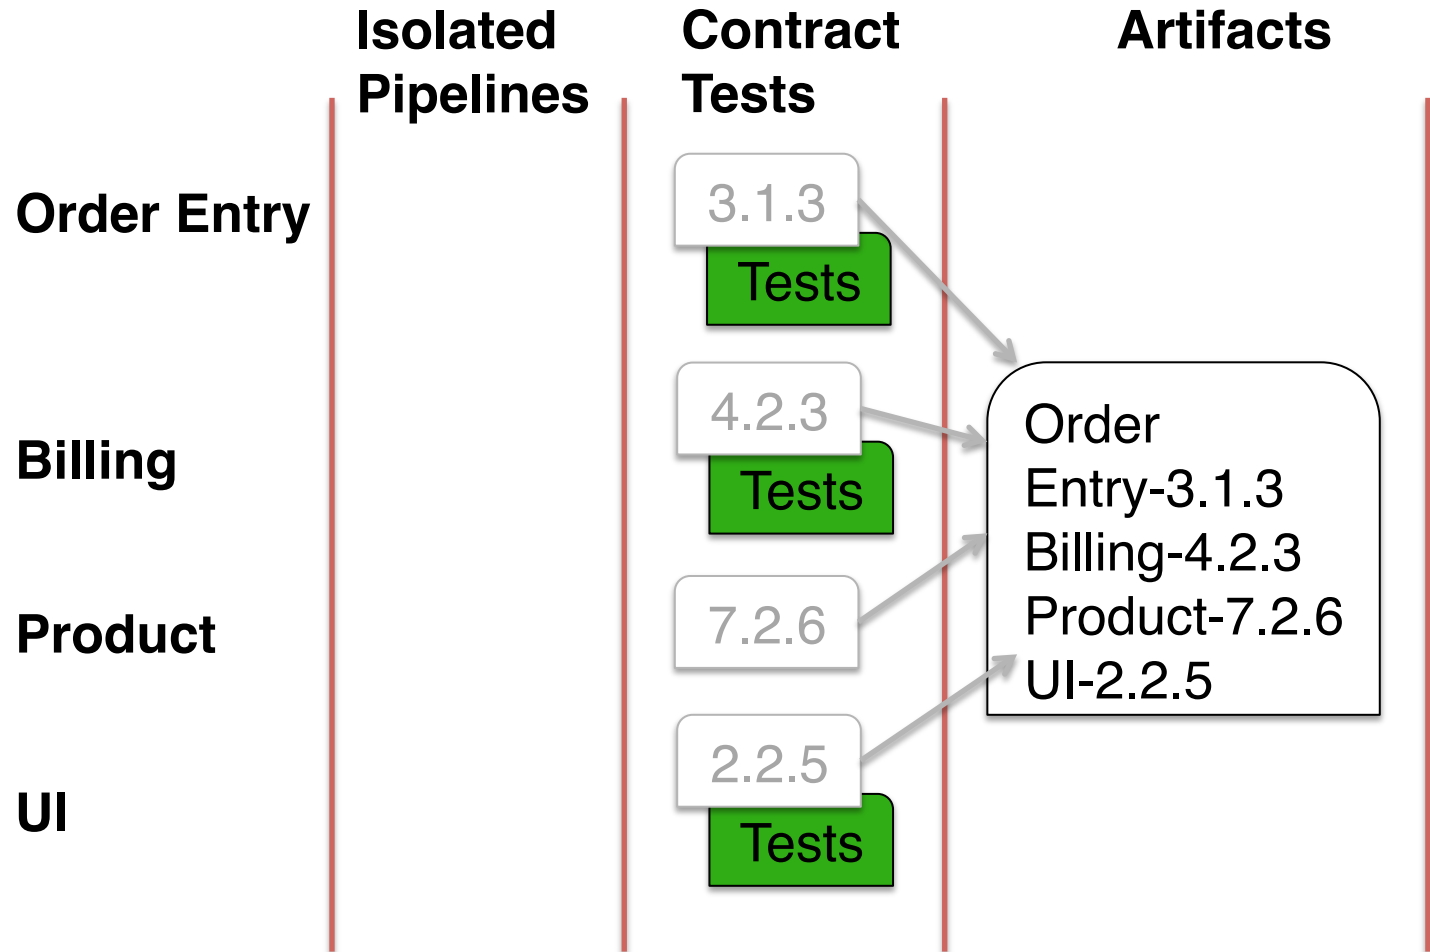 Isolated
Pipelines
Contract
Tests
Artifacts
Order Entry
3.1.3
Tests
Billing
4.2.3
Tests
Product
7.2.6
UI
2.2.5
Tests
Order
Entry-3.1.3
Billing-4.2.3
Product-7.2.6
UI-2.2.5